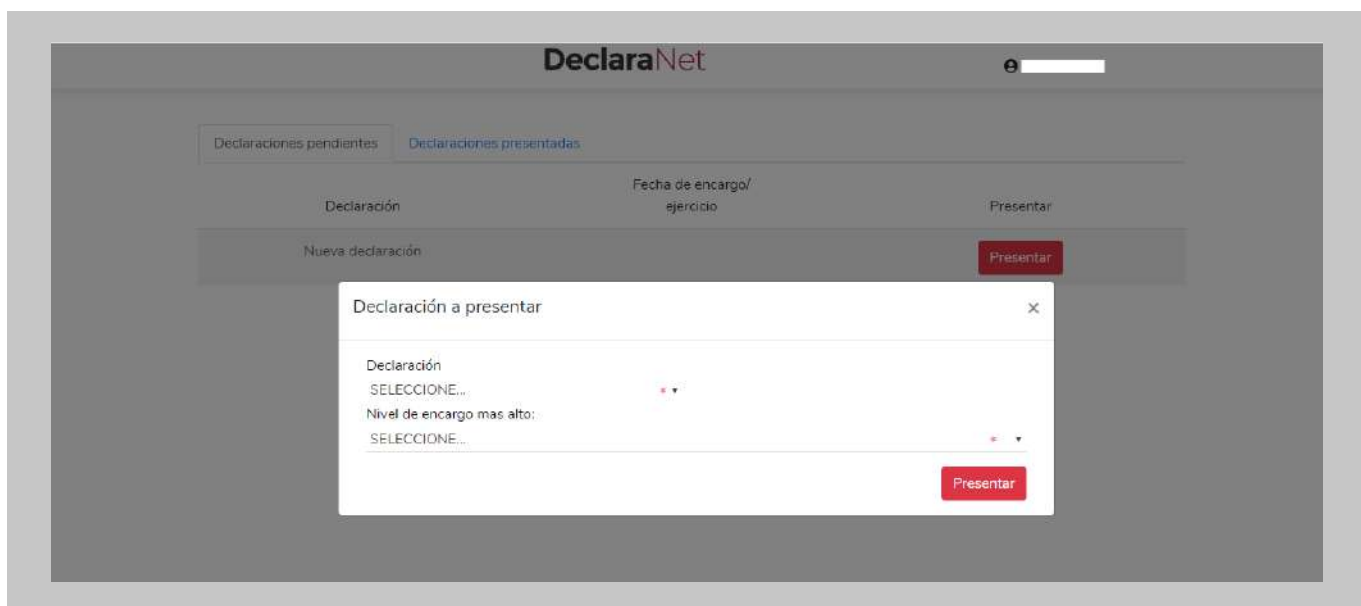 DeclaraNet
Declaraciones pendientes Declaraciones presentadas
Declaración Fecha de encargo/ ejercicio Presentar
Nueva declaración Presentar
Declaración a presentar ×
Declaración
SELECCIONE... * ▾
Nivel de encargo mas alto:
SELECCIONE... * ▾
Presentar